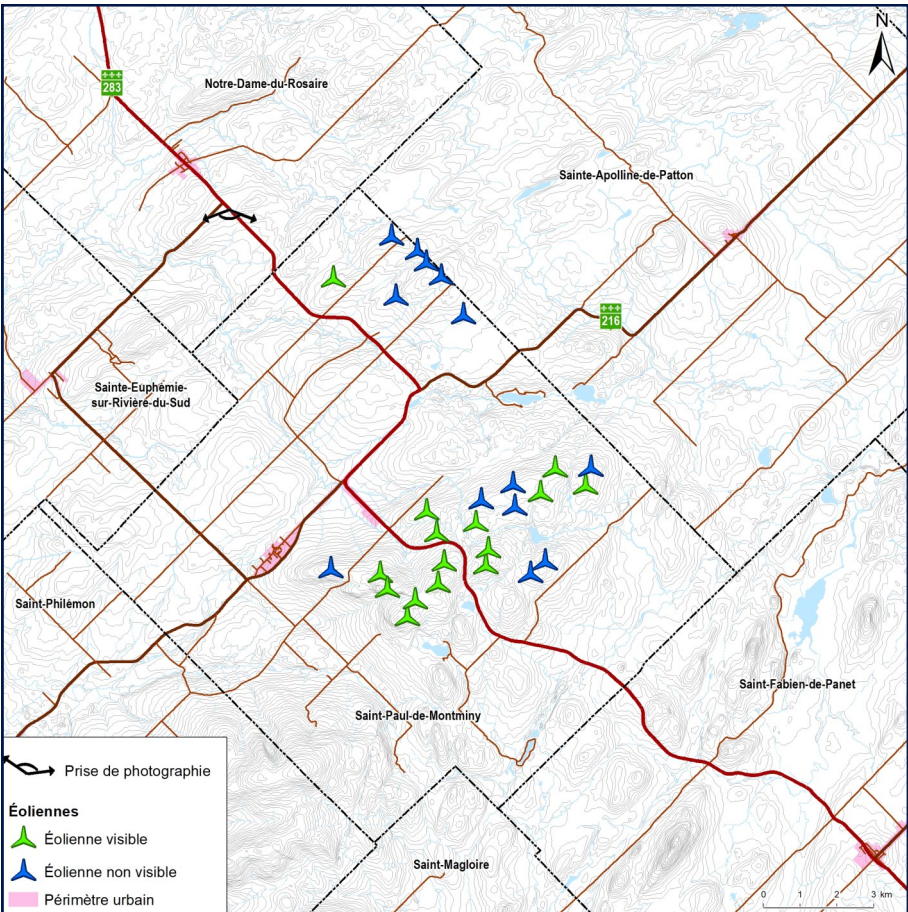 N
283
Notre-Dame-du-Rosaire
Sainte-Apolline-de-Patton
216
Sainte-Euphémie-
sur-Rivière-du-Sud
Saint-Philémon
Saint-Fabien-de-Panet
Saint-Paul-de-Montminy
Saint-Magloire
Prise de photographie
Éoliennes
Éolienne visible
Éolienne non visible
Périmètre urbain
0 1 2 3 km